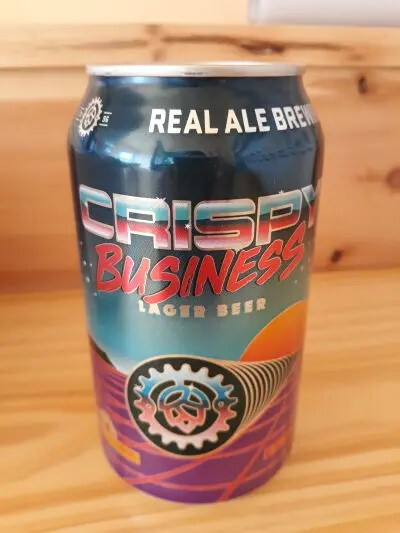 REAL ALE BREW
CRISPY
BUSINESS
LAGER BEER